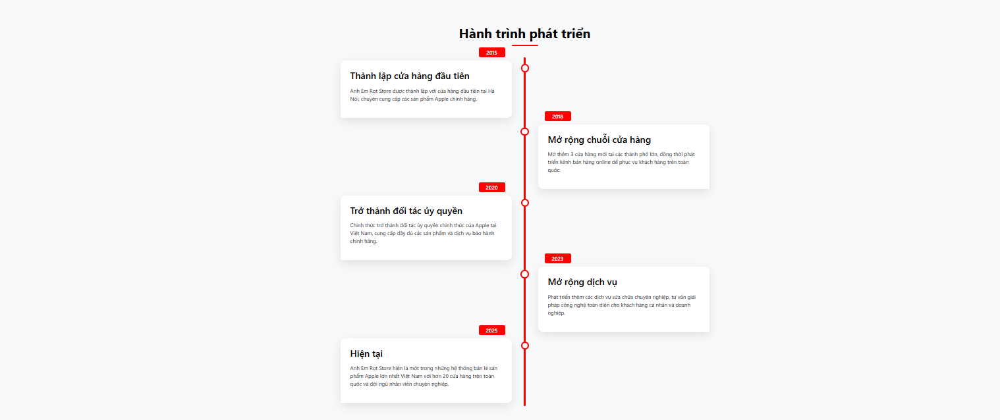 Hành trình phát triển
2015
Thành lập cửa hàng đầu tiên
Anh Em Rọt Store được thành lập với cửa hàng đầu tiên tại Hà
Nội, chuyên cung cấp các sản phẩm Apple chính hãng.
2018
Mở rộng chuỗi cửa hàng
Mở thêm 3 cửa hàng mới tại các thành phố lớn, đồng thời phát
triển kênh bán hàng online để phục vụ khách hàng trên toàn
quốc.
2020
Trở thành đối tác ủy quyền
Chính thức trở thành đối tác ủy quyền chính thức của Apple tại
Việt Nam, cung cấp đầy đủ các sản phẩm và dịch vụ bảo hành
chính hãng.
2023
Mở rộng dịch vụ
Phát triển thêm các dịch vụ sửa chữa chuyên nghiệp, tư vấn giải
pháp công nghệ toàn diện cho khách hàng cá nhân và doanh
nghiệp.
2025
Hiện tại
Anh Em Rọt Store hiện là một trong những hệ thống bán lẻ sản
phẩm Apple lớn nhất Việt Nam với hơn 20 cửa hàng trên toàn
quốc và đội ngũ nhân viên chuyên nghiệp.